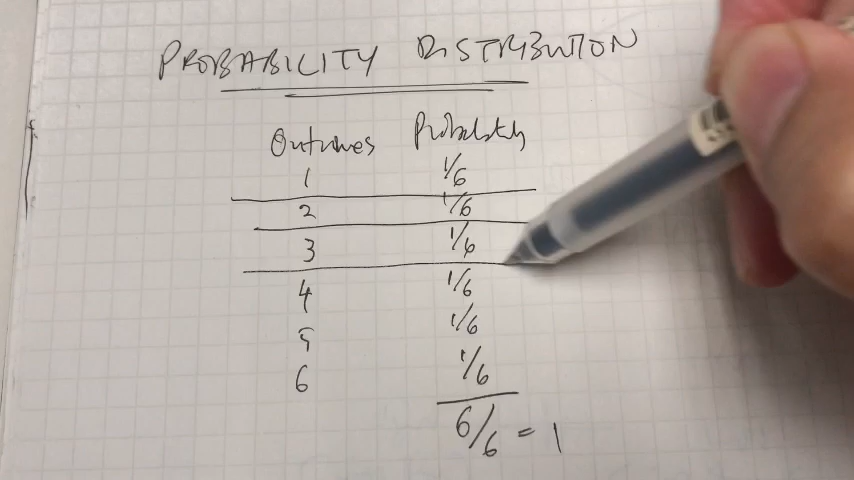 PROBABILITY DISTRIBUTION
Outcomes Probability
1 1/6
2 1/6
3 1/6
4 1/6
5 1/6
6 1/6
6/6 = 1